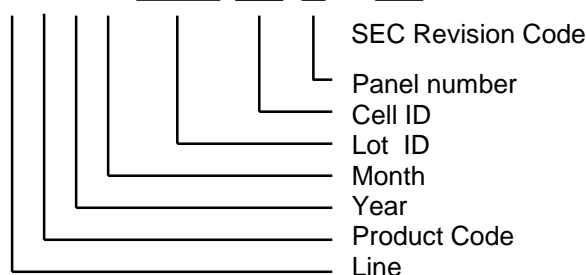 SEC Revision Code
Panel number
Cell ID
Lot ID
Month
Year
Product Code
Line